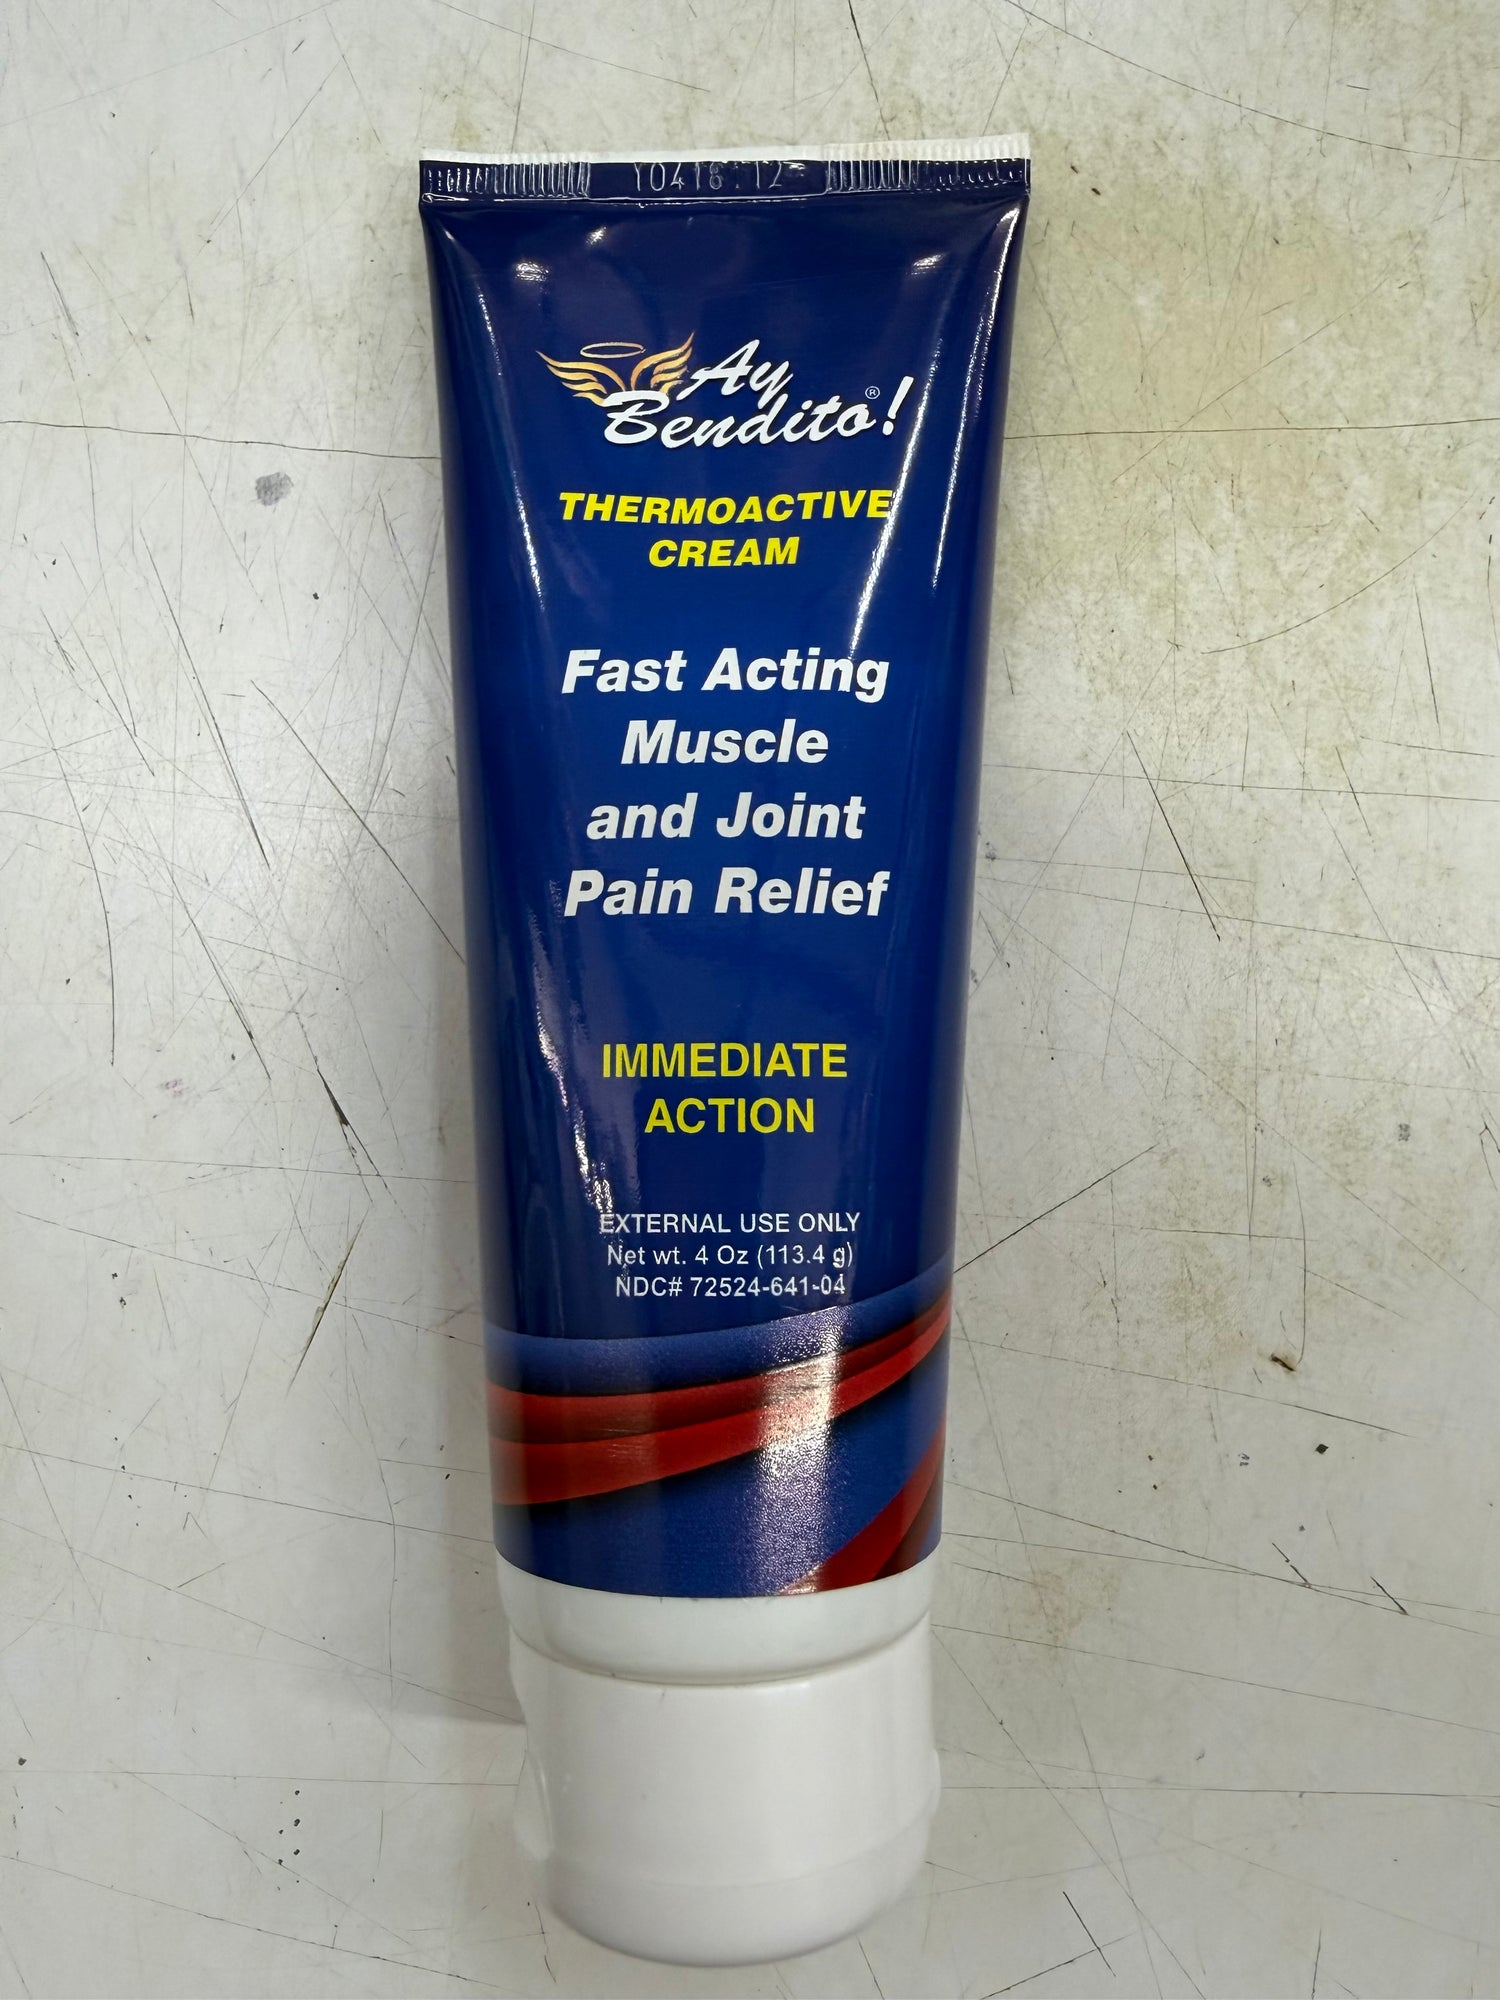 Ay
Bendito!®
THERMOACTIVE
CREAM
Fast Acting
Muscle
and Joint
Pain Relief
IMMEDIATE
ACTION
EXTERNAL USE ONLY
Net wt. 4 Oz (113.4 g)
NDC# 72524-641-04